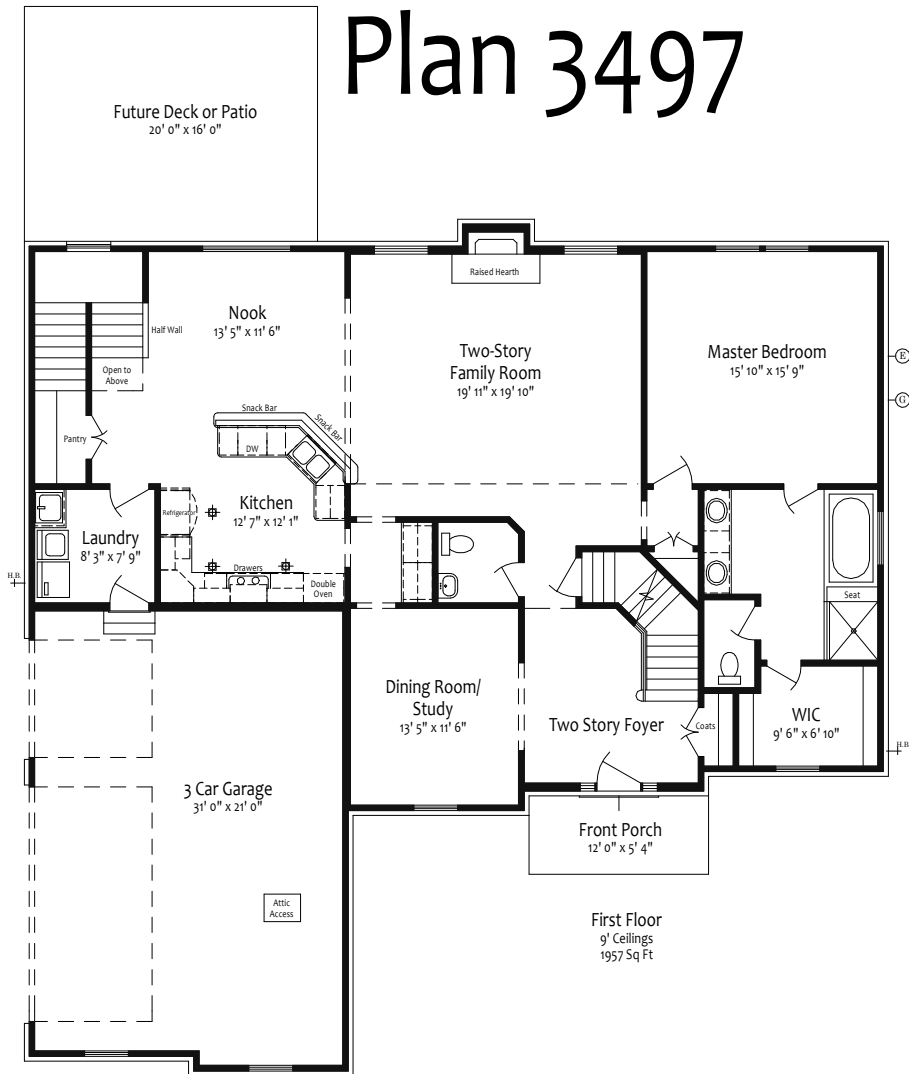 Plan 3497
Future Deck or Patio
20' 0" x 16' 0"
Raised Hearth
Nook
13' 5" x 11' 6"
Half Wall
Two-Story
Family Room
19' 11" x 19' 10"
Master Bedroom
15' 10" x 15' 9"
E
G
Open to
Above
Snack Bar
Snack Bar
Pantry
DW
Kitchen
12' 7" x 12' 1"
Refrigerator
Laundry
8' 3" x 7' 9"
H.B.
Drawers
Double
Oven
Seat
Dining Room/
Study
13' 5" x 11' 6"
Two Story Foyer
Coats
WIC
9' 6" x 6' 10"
H.B.
3 Car Garage
31' 0" x 21' 0"
Front Porch
12' 0" x 5' 4"
Attic
Access
First Floor
9' Ceilings
1957 Sq Ft